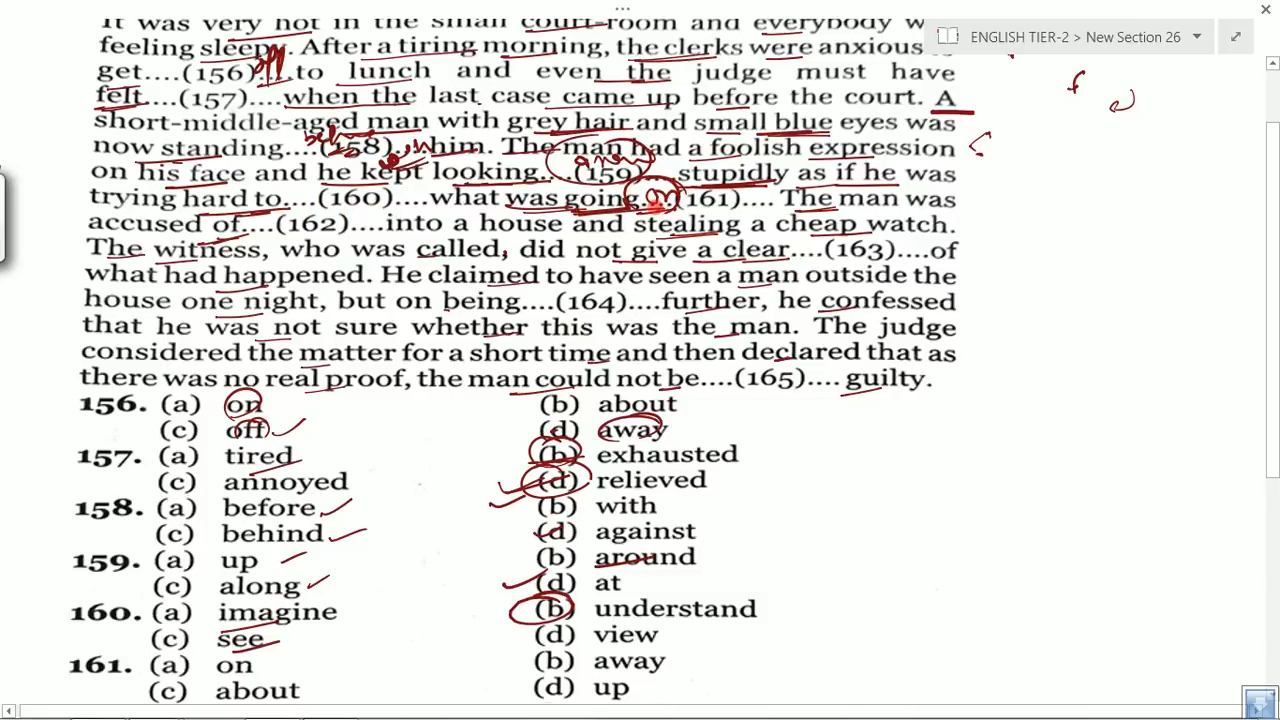 It was very hot in the small court-room and everybody w
ENGLISH TIER-2 > New Section 26
feeling sleepy. After a tiring morning, the clerks were anxious to
get....(156)....to lunch and even the judge must have
off
felt....(157)....when the last case came up before the court. A
short-middle-aged man with grey hair and small blue eyes was
now standing....(158)....him. The man had a foolish expression
on his face and he kept looking....(159)....stupidly as if he was
trying hard to....(160)....what was going....(161).... The man was
on
accused of....(162)....into a house and stealing a cheap watch.
The witness, who was called, did not give a clear....(163)....of
what had happened. He claimed to have seen a man outside the
house one night, but on being....(164)....further, he confessed
that he was not sure whether this was the man. The judge
considered the matter for a short time and then declared that as
there was no real proof, the man could not be....(165).... guilty.
156. (a) on (b) about
(c) off (d) away
157. (a) tired (b) exhausted
(c) annoyed (d) relieved
158. (a) before (b) with
(c) behind (d) against
159. (a) up (b) around
(c) along (d) at
160. (a) imagine (b) understand
(c) see (d) view
161. (a) on (b) away
(c) about (d) up